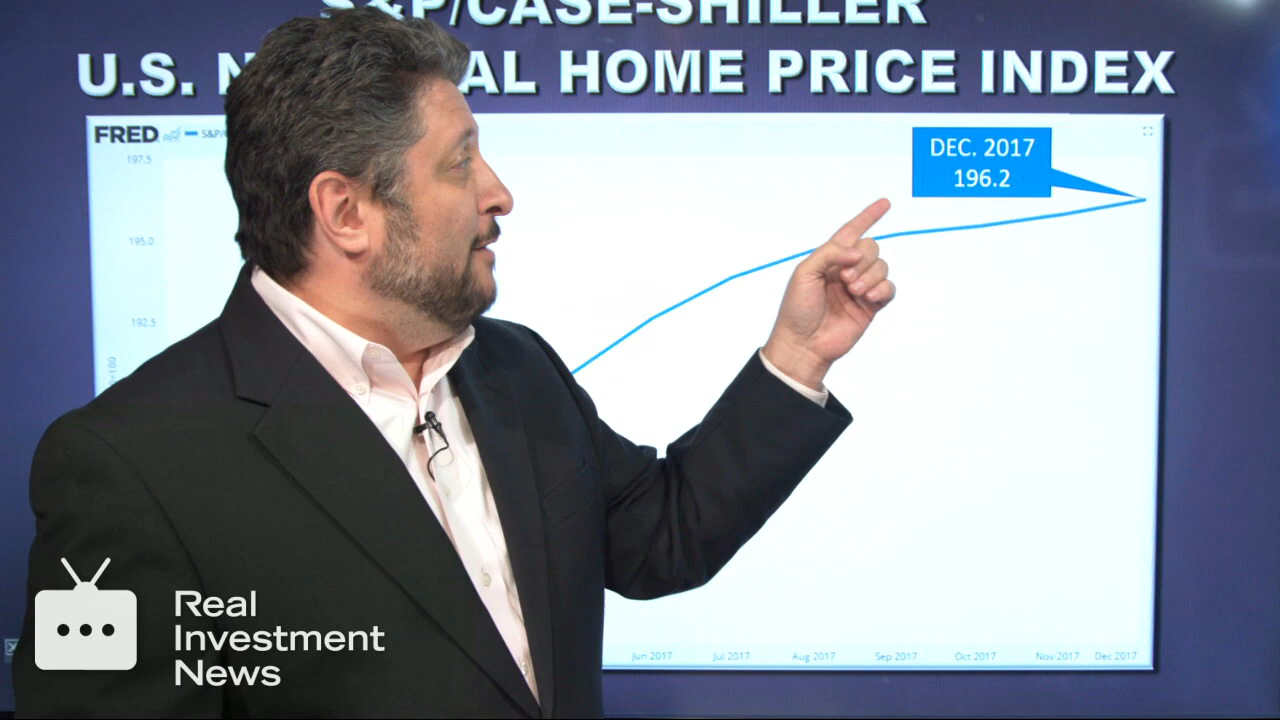 S&P/CASE-SHILLER
U.S. N AL HOME PRICE INDEX
FRED
S&P/
197.5
DEC. 2017
196.2
195.0
192.5
=100
Jun 2017 Jul 2017 Aug 2017 Sep 2017 Oct 2017 Nov 2017 Dec 2017
Real
Investment
News